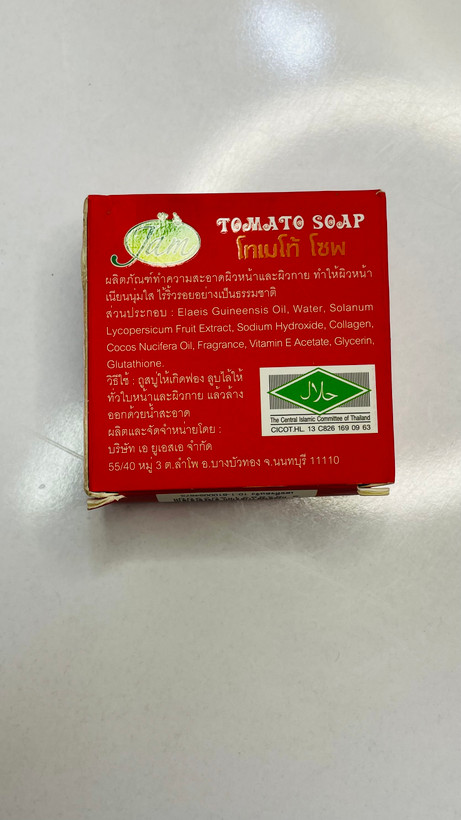 Jam
TOMATO SOAP
โทเมโท้ โซพ
ผลิตภัณฑ์ทำความสะอาดผิวหน้าและผิวกาย ทำให้ผิวหน้า
เนียนนุ่มใส ไร้ริ้วรอยอย่างเป็นธรรมชาติ
ส่วนประกอบ : Elaeis Guineensis Oil, Water, Solanum
Lycopersicum Fruit Extract, Sodium Hydroxide, Collagen,
Cocos Nucifera Oil, Fragrance, Vitamin E Acetate, Glycerin,
Glutathione.
วิธีใช้ : ถูสบู่ให้เกิดฟอง ลูบไล้ให้
ทั่วใบหน้าและผิวกาย แล้วล้าง
ออกด้วยน้ำสะอาด
ผลิตและจัดจำหน่ายโดย :
บริษัท เอ ยูเอสเอ จำกัด
55/40 หมู่ 3 ต.ลำโพ อ.บางบัวทอง จ.นนทบุรี 11110
حلال
The Central Islamic Committee of Thailand
CICOT.HL. 13 C826 169 09 63